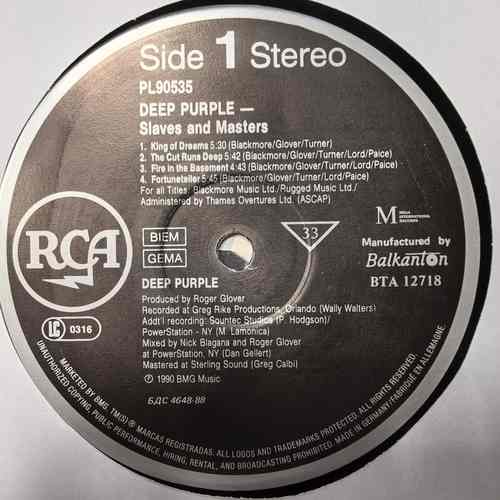 Side 1 Stereo
PL90535
DEEP PURPLE —
Slaves and Masters
1. King of Dreams 5:30 (Blackmore/Glover/Turner)
2. The Cut Runs Deep 5:42 (Blackmore/Glover/Turner/Lord/Paice)
3. Fire in the Basement 4:43 (Blackmore/Glover/Turner/Lord/Paice)
4. Fortuneteller 5:45 (Blackmore/Glover/Turner/Lord/Paice)
For all Titles: Blackmore Music Ltd./Rugged Music Ltd./
Administered by Thames Overtures Ltd. (ASCAP)
RCA
BIEM
GEMA
33
M MEGA
INTERNATIONAL
RECORDS
Manufactured by
Balkanton
BTA 12718
LC 0316
DEEP PURPLE
Produced by Roger Glover
Recorded at Greg Rike Productions, Orlando (Wally Walters)
Addt'l recording: Sountec Studios (P. Hodgson)/
PowerStation - NY (M. Lamonica)
Mixed by Nick Blagana and Roger Glover
at PowerStation, NY (Dan Gellert)
Mastered at Sterling Sound (Greg Calbi)
℗ 1990 BMG Music
БДС 4648-88
MARKETED BY BMG. TM(S) ® MARCAS REGISTRADAS. ALL LOGOS AND TRADEMARKS PROTECTED. ALL RIGHTS RESERVED.
UNAUTHORIZED COPYING, PUBLIC PERFORMANCE, HIRING, RENTAL, AND BROADCASTING PROHIBITED. MADE IN GERMANY/FABRIQUÉ EN ALLEMAGNE.